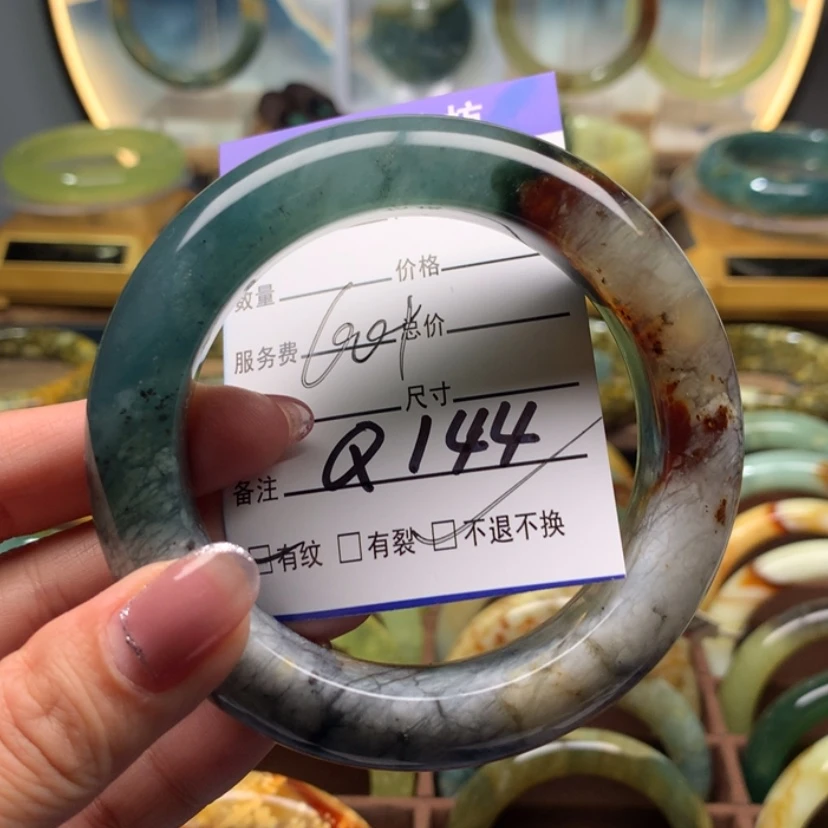 坊
数量 价格
服务费 总价
尺寸
Q144
备注
有纹 有裂 不退不换